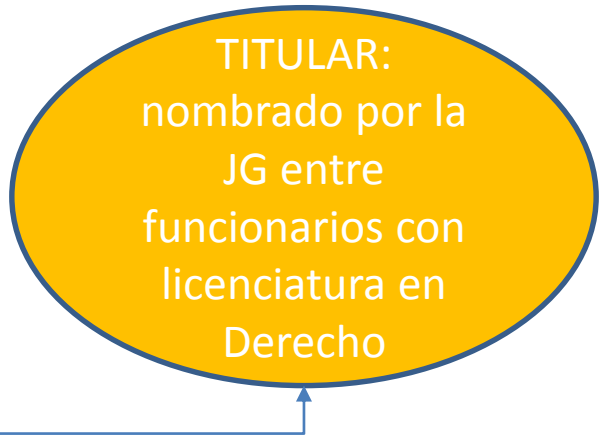 TITULAR:
nombrado por la
JG entre
funcionarios con
licenciatura en
Derecho